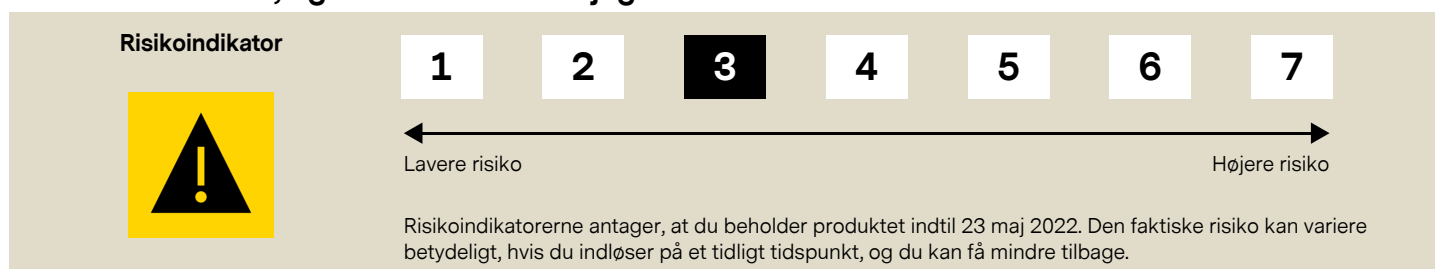 Risikoindikator
1 2 3 4 5 6 7
Lavere risiko Højere risiko
Risikoindikatorerne antager, at du beholder produktet indtil 23 maj 2022. Den faktiske risiko kan variere
betydeligt, hvis du indløser på et tidligt tidspunkt, og du kan få mindre tilbage.